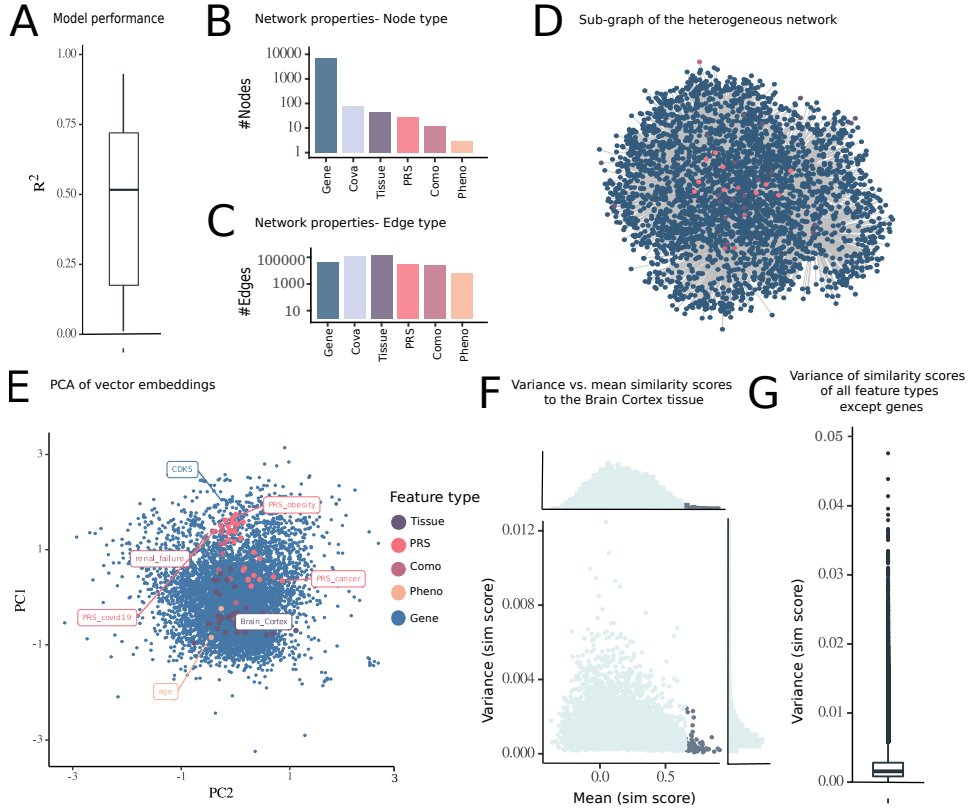 A
Model performance
1.00
0.75
0.50
0.25
0.00
R²
B
Network properties- Node type
10000
1000
100
10
1
#Nodes
Gene
Cova
Tissue
PRS
Como
Pheno
C
Network properties- Edge type
100000
1000
10
#Edges
Gene
Cova
Tissue
PRS
Como
Pheno
D
Sub-graph of the heterogeneous network
E
PCA of vector embeddings
3
1
-1
-3
PC1
-3
-1
1
3
PC2
CDK5
PRS_obesity
renal_failure
PRS_cancer
PRS_covid19
Brain_Cortex
age
Feature type
Tissue
PRS
Como
Pheno
Gene
F
Variance vs. mean similarity scores
to the Brain Cortex tissue
0.012
0.008
0.004
0.000
Variance (sim score)
0.0
0.5
Mean (sim score)
G
Variance of similarity scores
of all feature types
except genes
0.05
0.04
0.03
0.02
0.01
0.00
Variance (sim score)